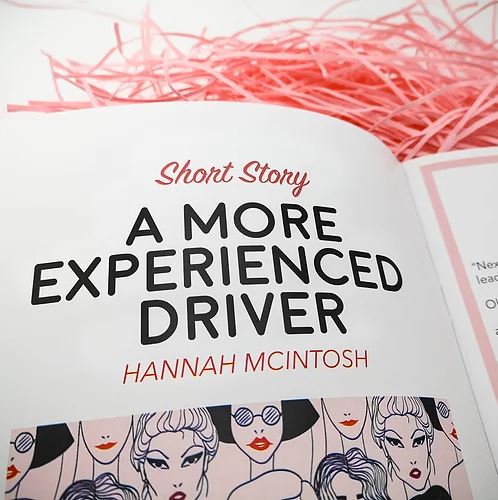 Short Story
A MORE
EXPERIENCED
DRIVER
HANNAH MCINTOSH